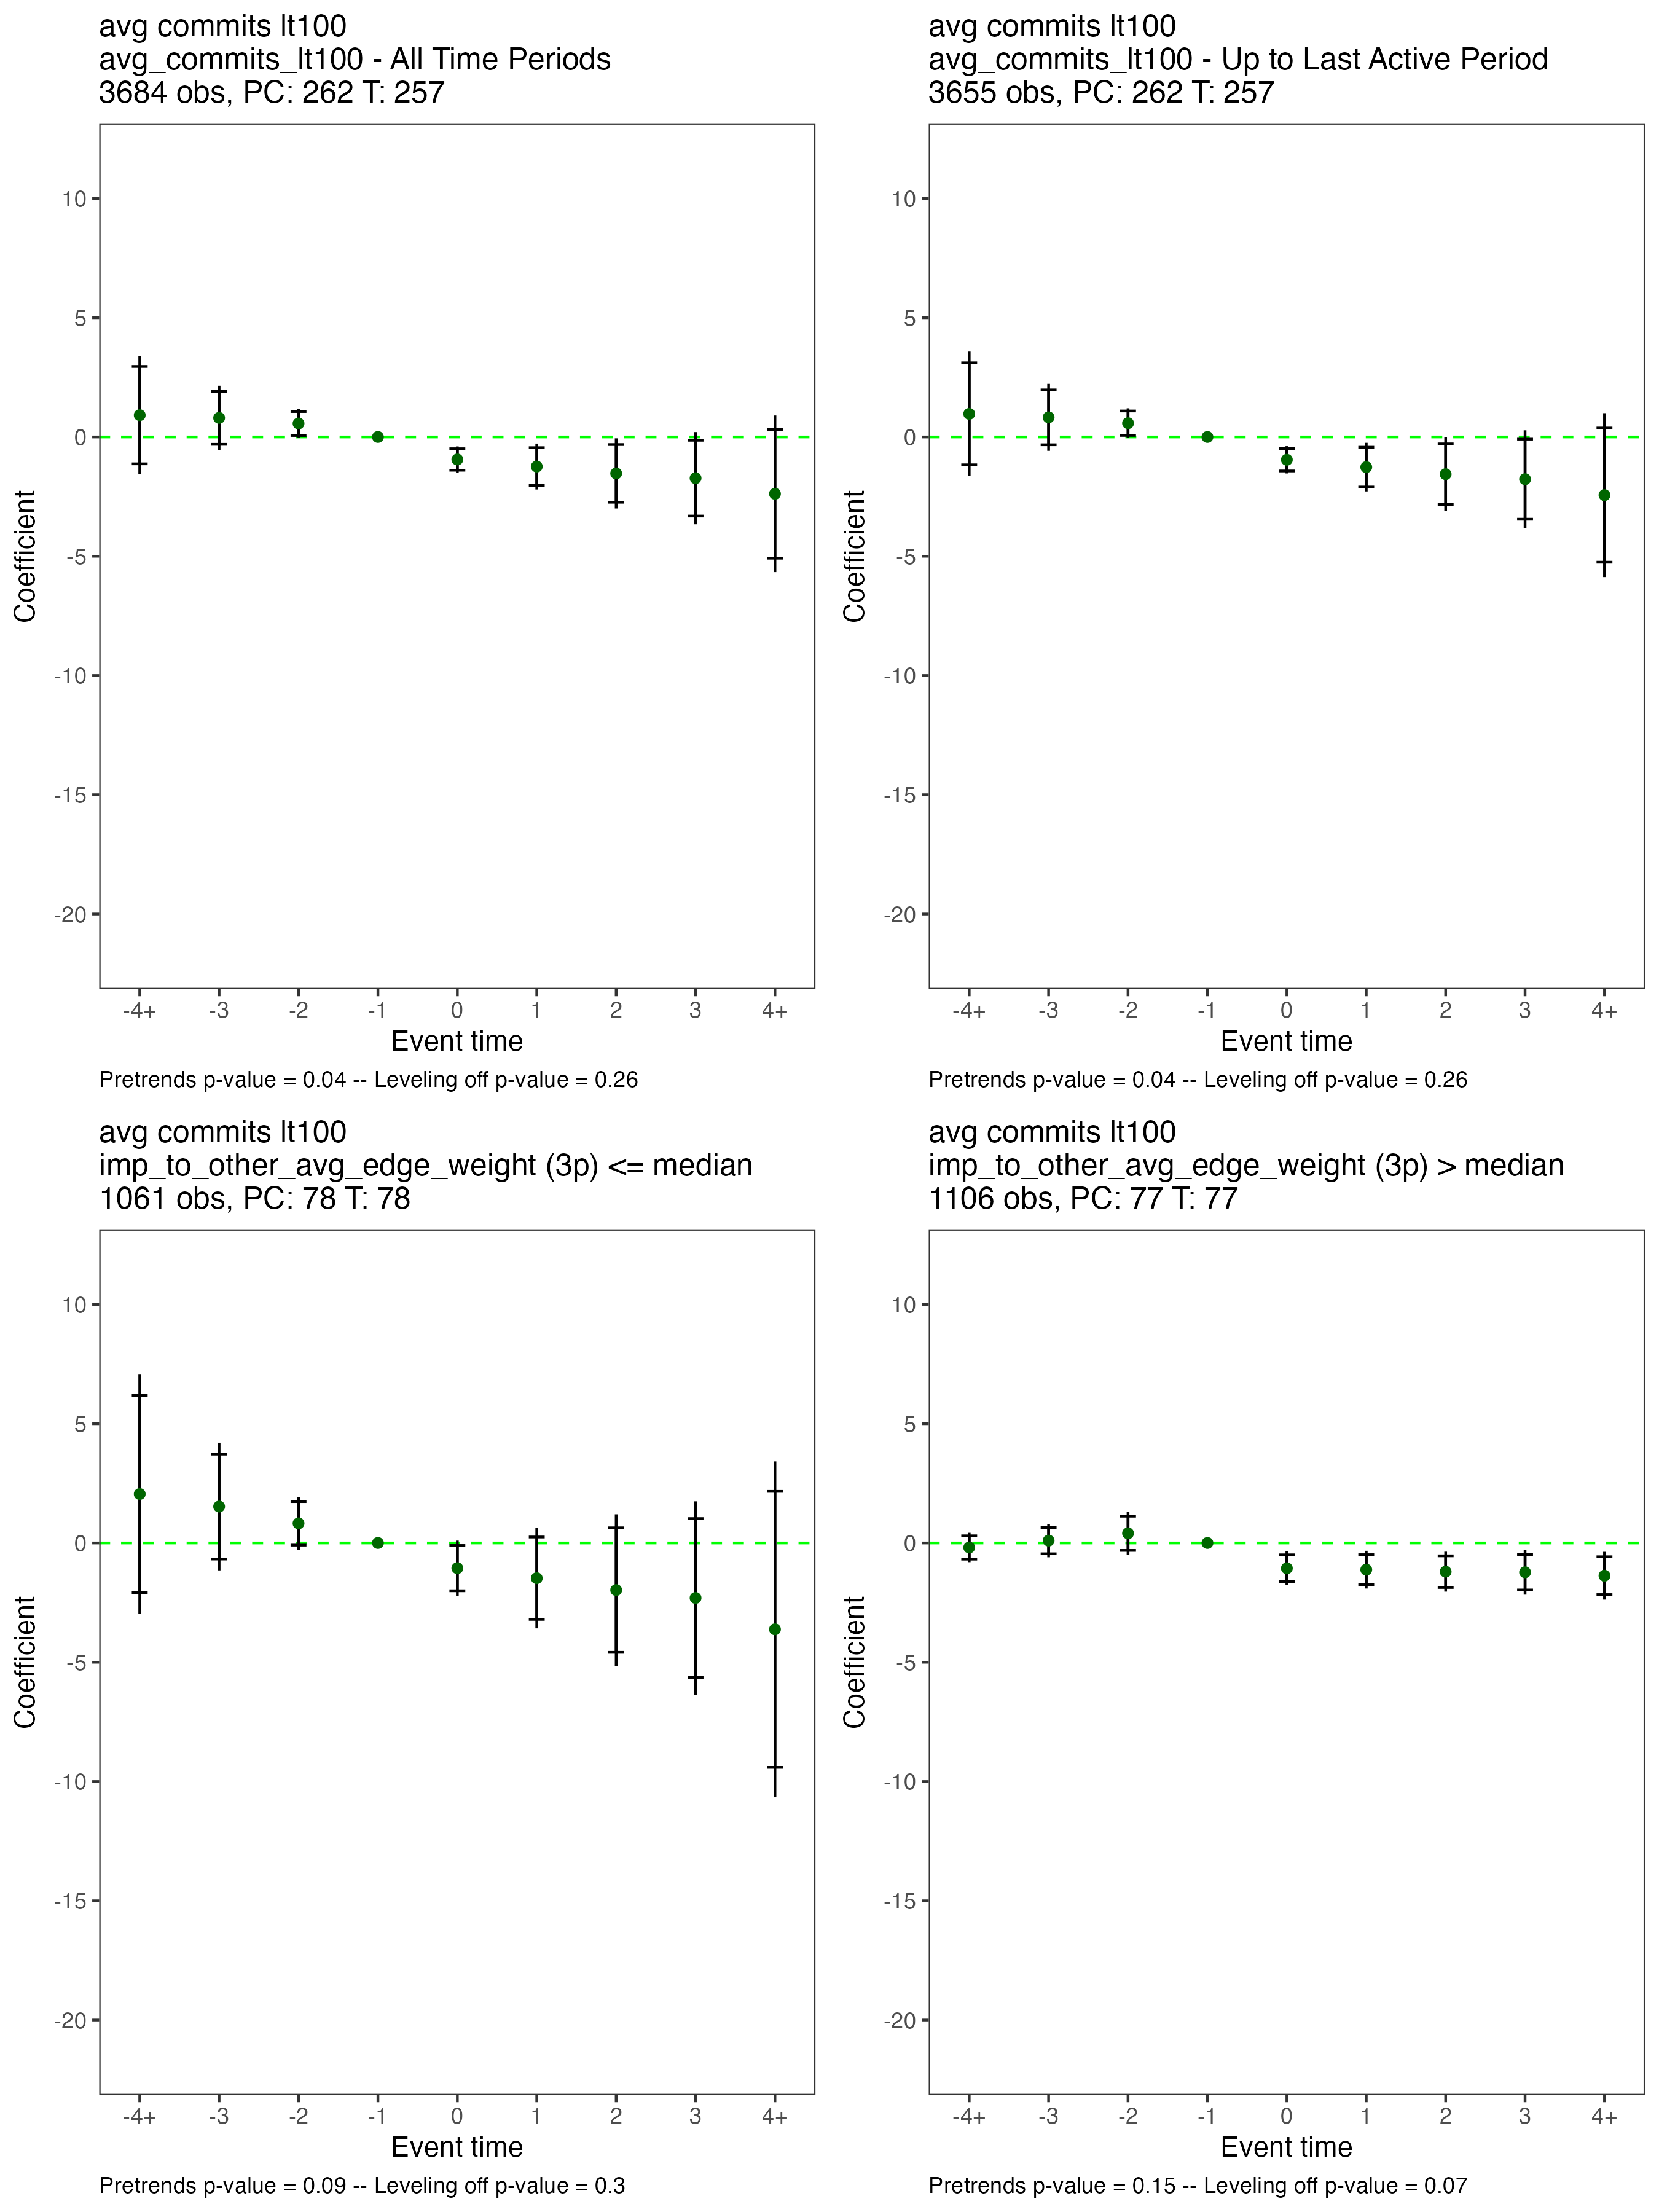 avg commits lt100
avg_commits_lt100 - All Time Periods
3684 obs, PC: 262 T: 257
10
5
0
-5
-10
-15
-20
Coefficient
-4+ -3 -2 -1 0 1 2 3 4+
Event time
Pretrends p-value = 0.04 -- Leveling off p-value = 0.26
avg commits lt100
avg_commits_lt100 - Up to Last Active Period
3655 obs, PC: 262 T: 257
10
5
0
-5
-10
-15
-20
Coefficient
-4+ -3 -2 -1 0 1 2 3 4+
Event time
Pretrends p-value = 0.04 -- Leveling off p-value = 0.26
avg commits lt100
imp_to_other_avg_edge_weight (3p) <= median
1061 obs, PC: 78 T: 78
10
5
0
-5
-10
-15
-20
Coefficient
-4+ -3 -2 -1 0 1 2 3 4+
Event time
Pretrends p-value = 0.09 -- Leveling off p-value = 0.3
avg commits lt100
imp_to_other_avg_edge_weight (3p) > median
1106 obs, PC: 77 T: 77
10
5
0
-5
-10
-15
-20
Coefficient
-4+ -3 -2 -1 0 1 2 3 4+
Event time
Pretrends p-value = 0.15 -- Leveling off p-value = 0.07